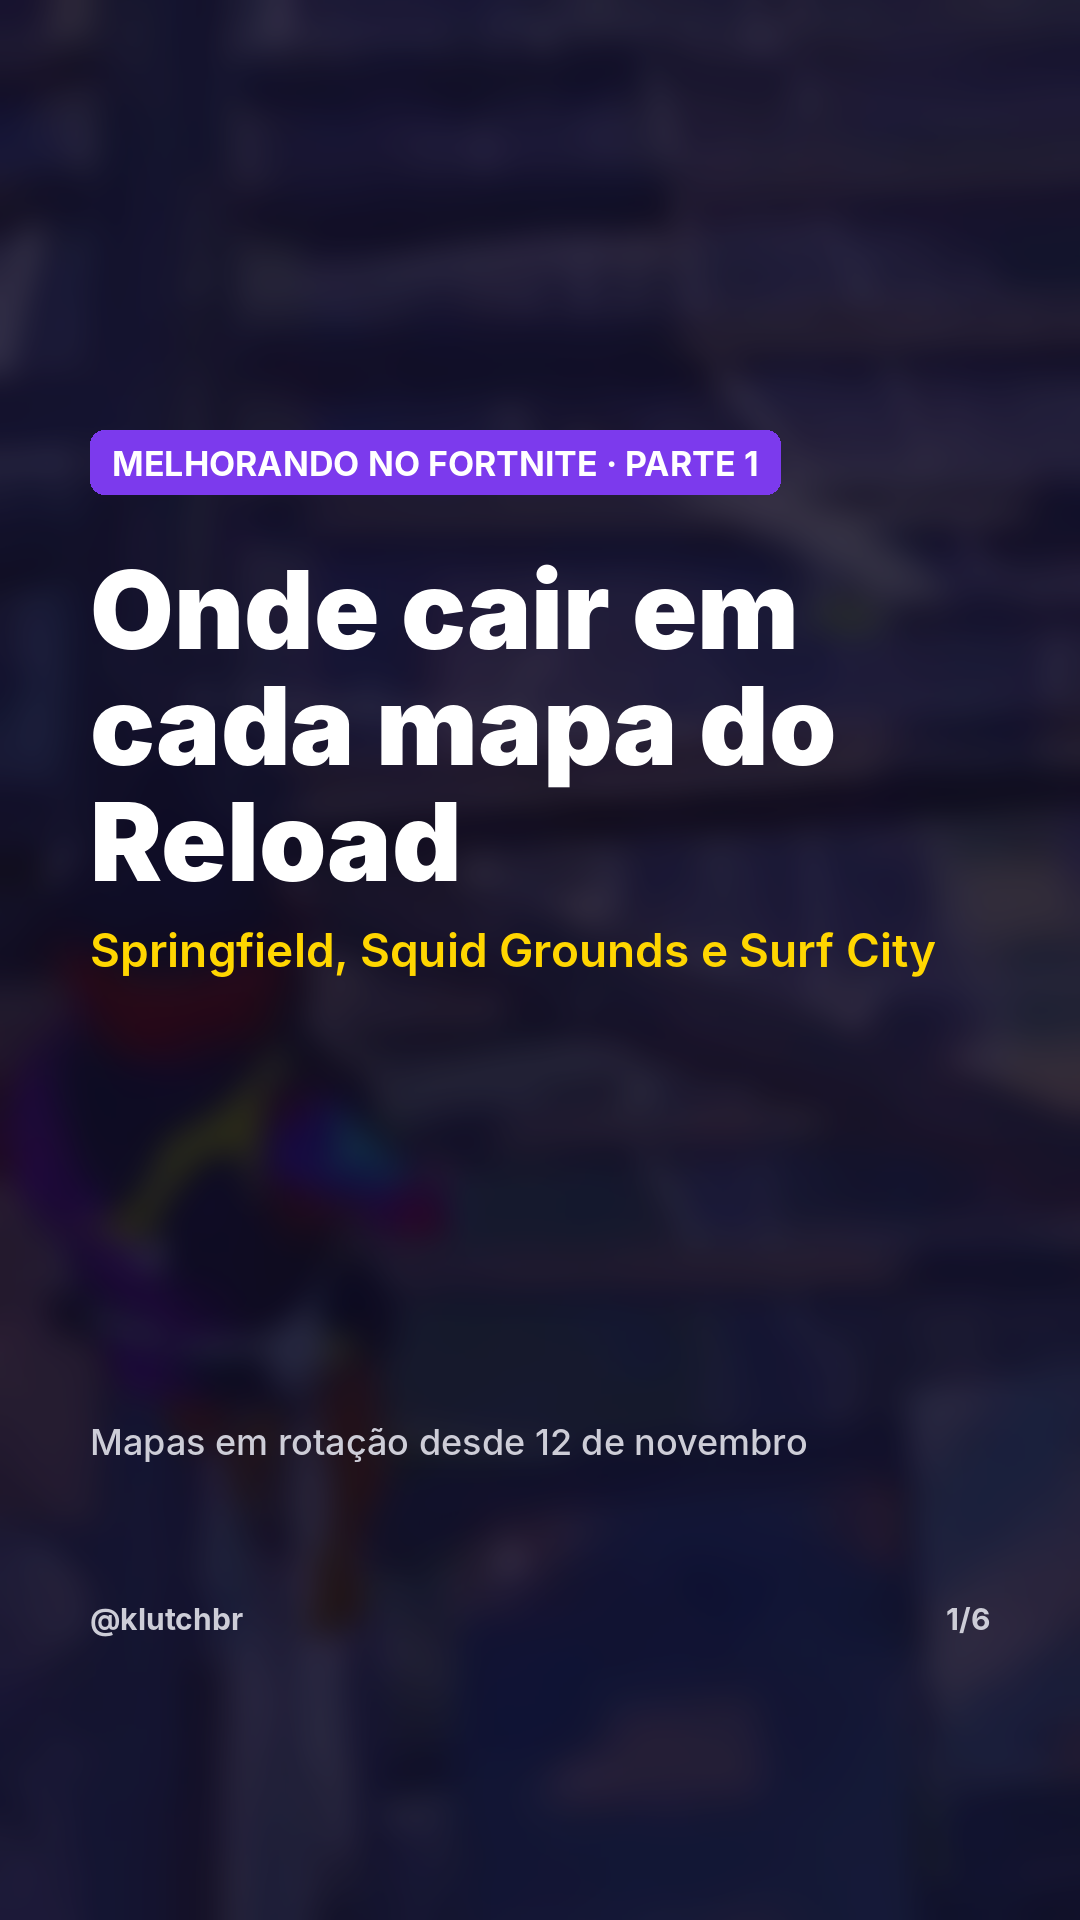 MELHORANDO NO FORTNITE · PARTE 1
Onde cair em
cada mapa do
Reload
Springfield, Squid Grounds e Surf City
Mapas em rotação desde 12 de novembro
@klutchbr
1/6